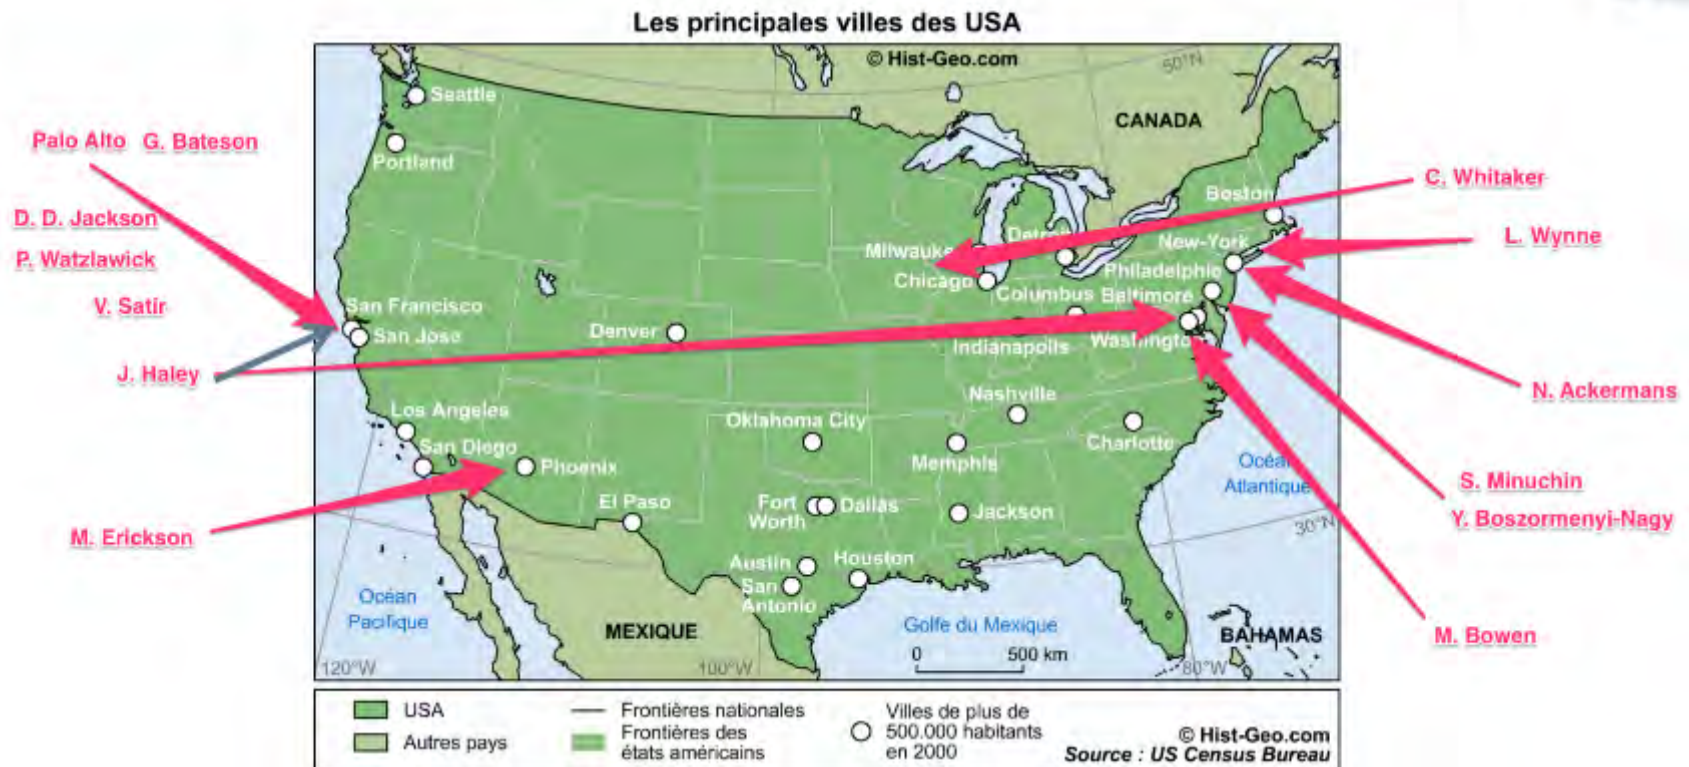 Les principales villes des USA
© Hist-Geo.com
50°N
Seattle
CANADA
Palo Alto G. Bateson
Portland
C. Whitaker
Boston
D. D. Jackson
Detroi
New-York
L. Wynne
Milwauke
P. Watzlawick
Philadelphie
Chicago
Columbus
Baltimore
V. Satir
San Francisco
San Jose
Denver
Indianapolis
Washington
J. Haley
N. Ackermans
Nashville
Los Angeles
Oklahoma City
Charlotte
San Diego
Memphis
Phoenix
Océan
Atlantique
S. Minuchin
El Paso
Fort
Worth
Dallas
Jackson
Y. Boszormenyi-Nagy
30°N
M. Erickson
Austin
Houston
San
Antonio
Océan
Pacifique
MEXIQUE
Golfe du Mexique
BAHAMAS
M. Bowen
0 500 km
120°W
100°W
80°W
USA
Autres pays
Frontières nationales
Frontières des
états américains
Villes de plus de
500.000 habitants
en 2000
© Hist-Geo.com
Source : US Census Bureau